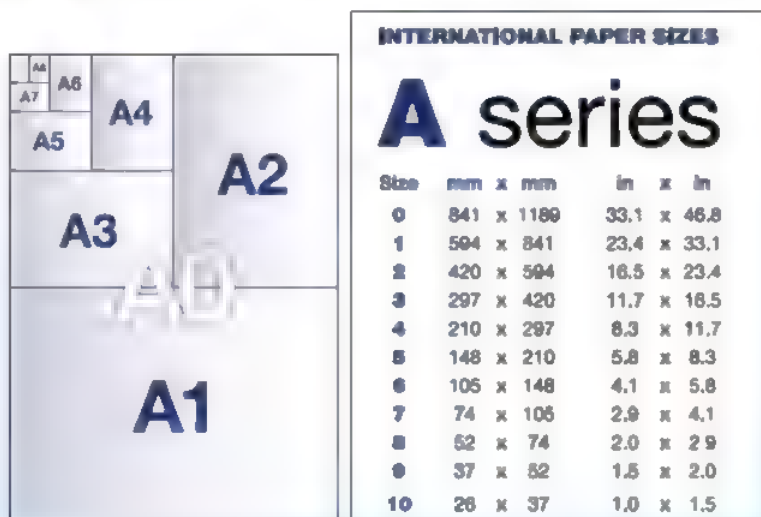 A8
A6
A7
A4
A5
A2
A3
A0
A1
INTERNATIONAL PAPER SIZES
A series
Size mm x mm in x in
0 841 x 1189 33.1 x 46.8
1 594 x 841 23.4 x 33.1
2 420 x 594 16.5 x 23.4
3 297 x 420 11.7 x 16.5
4 210 x 297 8.3 x 11.7
5 148 x 210 5.8 x 8.3
6 105 x 148 4.1 x 5.8
7 74 x 105 2.9 x 4.1
8 52 x 74 2.0 x 2 9
9 37 x 52 1.5 x 2.0
10 26 x 37 1.0 x 1.5